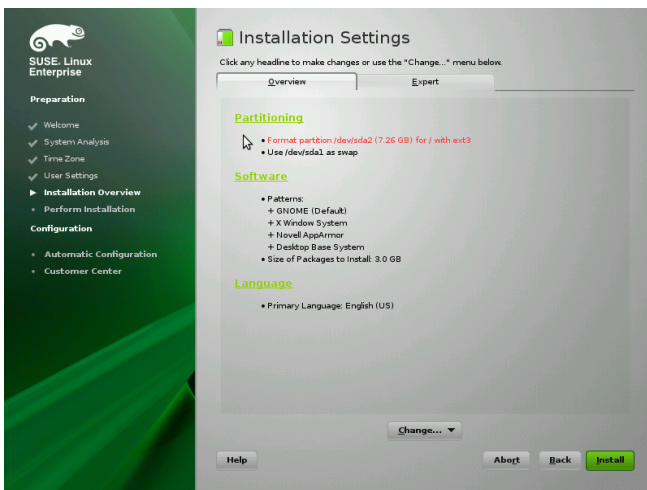 SUSE. Linux
Enterprise
Preparation
Welcome
System Analysis
Time Zone
User Settings
Installation Overview
Perform Installation
Configuration
Automatic Configuration
Customer Center
Installation Settings
Click any headline to make changes or use the "Change..." menu below.
Overview
Expert
Partitioning
• Format partition /dev/sda2 (7.26 GB) for / with ext3
• Use /dev/sda1 as swap
Software
• Patterns:
+ GNOME (Default)
+ X Window System
+ Novell AppArmor
+ Desktop Base System
• Size of Packages to Install: 3.0 GB
Language
• Primary Language: English (US)
Change...
Help
Abort
Back
Install